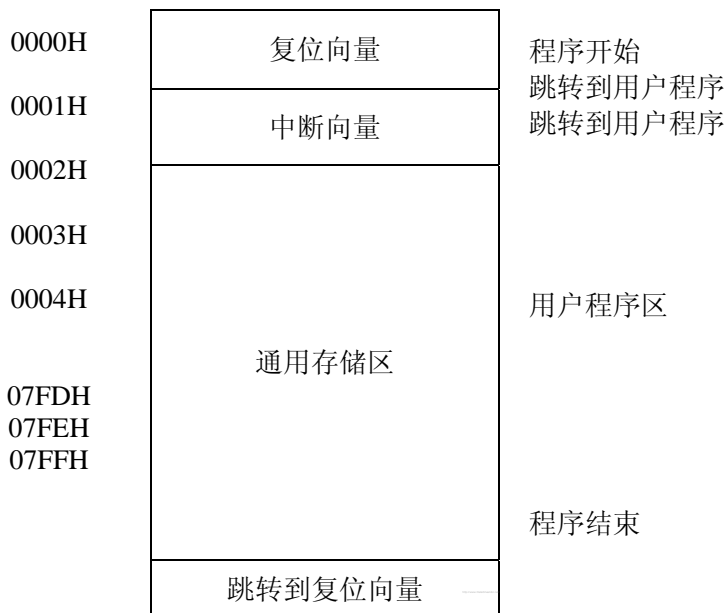 0000H
复位向量
程序开始
跳转到用户程序
0001H
中断向量
跳转到用户程序
0002H
0003H
0004H
用户程序区
通用存储区
07FDH
07FEH
07FFH
程序结束
跳转到复位向量